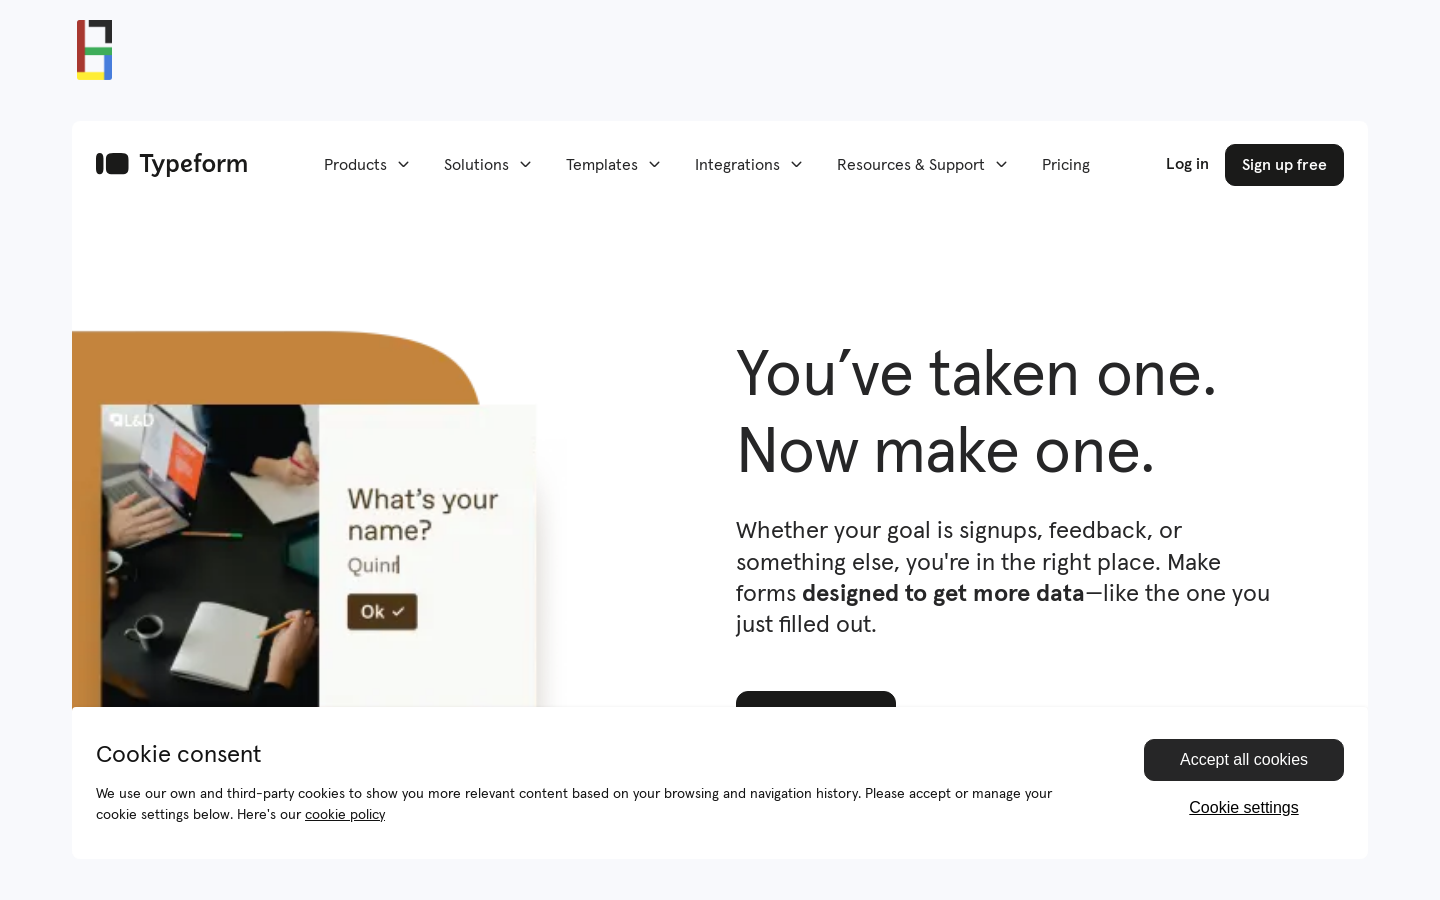 Typeform
Products
Solutions
Templates
Integrations
Resources & Support
Pricing
Log in
Sign up free
L&D
What's your
name?
Quinn
Ok
You’ve taken one.
Now make one.
Whether your goal is signups, feedback, or
something else, you're in the right place. Make
forms designed to get more data—like the one you
just filled out.
Cookie consent
We use our own and third-party cookies to show you more relevant content based on your browsing and navigation history. Please accept or manage your
cookie settings below. Here's our cookie policy
Accept all cookies
Cookie settings